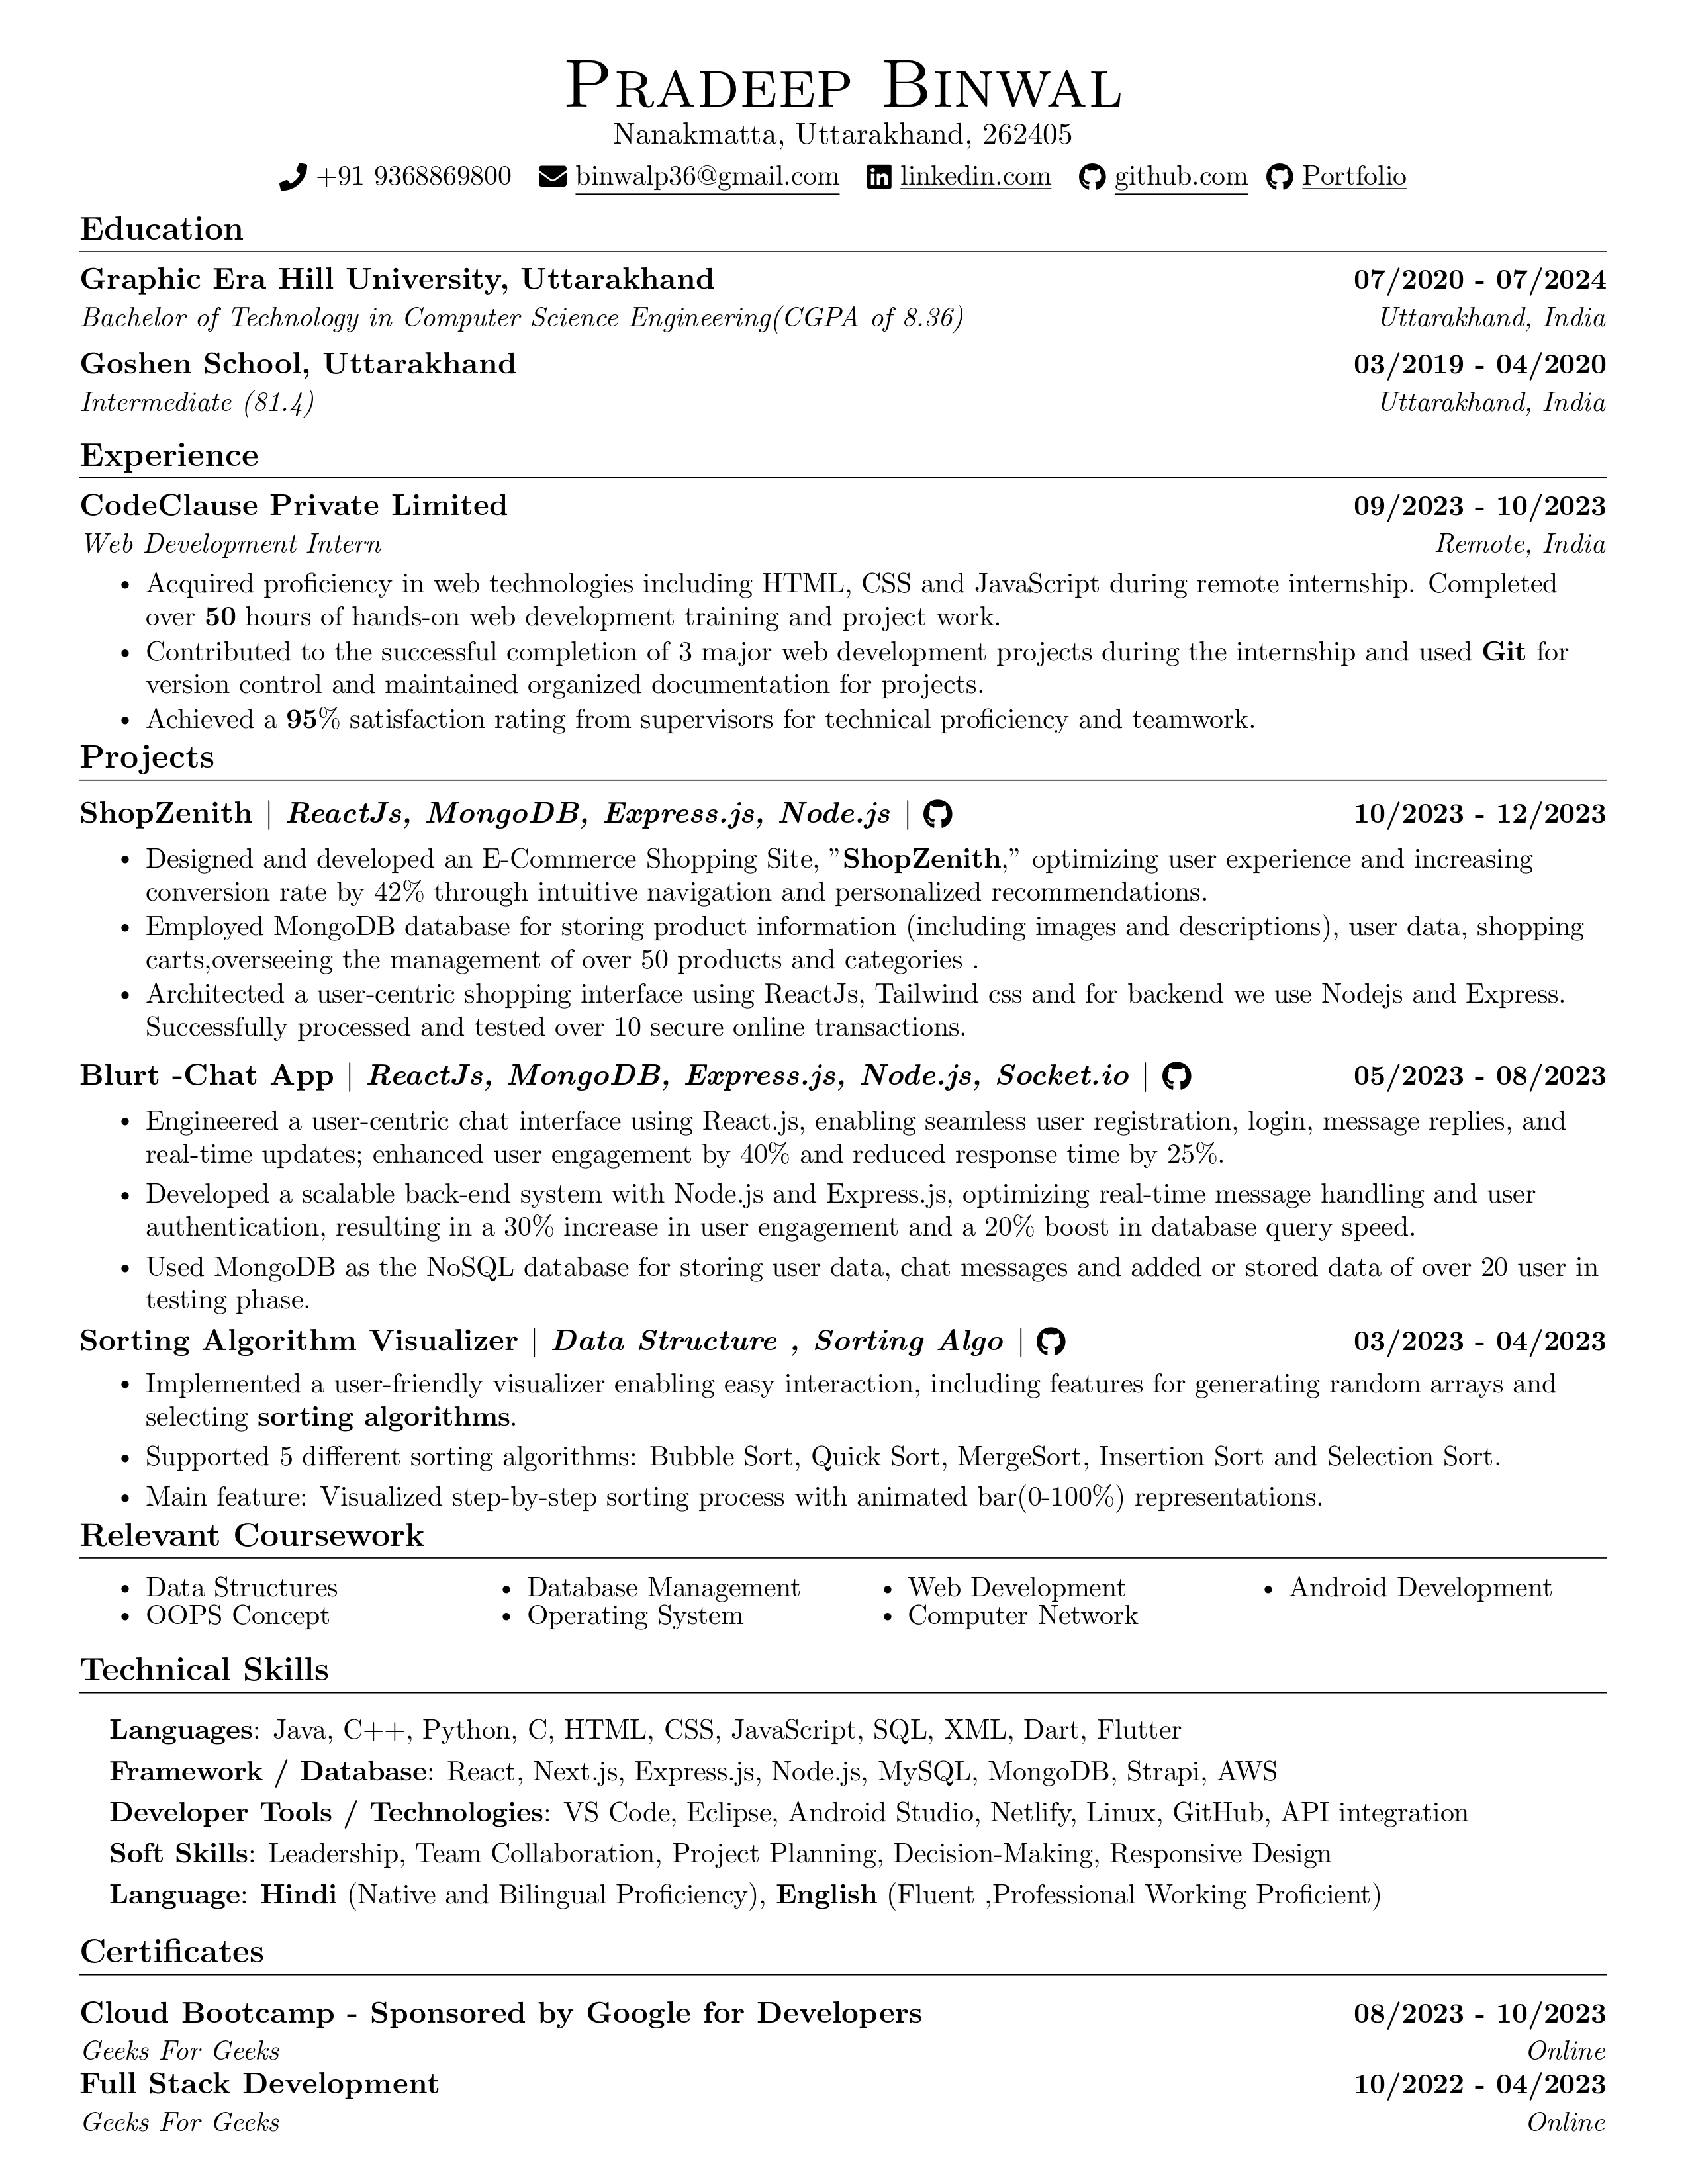 Pradeep Binwal
Nanakmatta, Uttarakhand, 262405
+91 9368869800 binwalp36@gmail.com linkedin.com github.com Portfolio
Education
Graphic Era Hill University, Uttarakhand 07/2020 - 07/2024
Bachelor of Technology in Computer Science Engineering(CGPA of 8.36) Uttarakhand, India
Goshen School, Uttarakhand 03/2019 - 04/2020
Intermediate (81.4) Uttarakhand, India
Experience
CodeClause Private Limited 09/2023 - 10/2023
Web Development Intern Remote, India
• Acquired proficiency in web technologies including HTML, CSS and JavaScript during remote internship. Completed
over 50 hours of hands-on web development training and project work.
• Contributed to the successful completion of 3 major web development projects during the internship and used Git for
version control and maintained organized documentation for projects.
• Achieved a 95% satisfaction rating from supervisors for technical proficiency and teamwork.
Projects
ShopZenith | ReactJs, MongoDB, Express.js, Node.js | 10/2023 - 12/2023
• Designed and developed an E-Commerce Shopping Site, ”ShopZenith,” optimizing user experience and increasing
conversion rate by 42% through intuitive navigation and personalized recommendations.
• Employed MongoDB database for storing product information (including images and descriptions), user data, shopping
carts,overseeing the management of over 50 products and categories .
• Architected a user-centric shopping interface using ReactJs, Tailwind css and for backend we use Nodejs and Express.
Successfully processed and tested over 10 secure online transactions.
Blurt -Chat App | ReactJs, MongoDB, Express.js, Node.js, Socket.io | 05/2023 - 08/2023
• Engineered a user-centric chat interface using React.js, enabling seamless user registration, login, message replies, and
real-time updates; enhanced user engagement by 40% and reduced response time by 25%.
• Developed a scalable back-end system with Node.js and Express.js, optimizing real-time message handling and user
authentication, resulting in a 30% increase in user engagement and a 20% boost in database query speed.
• Used MongoDB as the NoSQL database for storing user data, chat messages and added or stored data of over 20 user in
testing phase.
Sorting Algorithm Visualizer | Data Structure , Sorting Algo | 03/2023 - 04/2023
• Implemented a user-friendly visualizer enabling easy interaction, including features for generating random arrays and
selecting sorting algorithms.
• Supported 5 different sorting algorithms: Bubble Sort, Quick Sort, MergeSort, Insertion Sort and Selection Sort.
• Main feature: Visualized step-by-step sorting process with animated bar(0-100%) representations.
Relevant Coursework
• Data Structures • Database Management • Web Development • Android Development
• OOPS Concept • Operating System • Computer Network
Technical Skills
Languages: Java, C++, Python, C, HTML, CSS, JavaScript, SQL, XML, Dart, Flutter
Framework / Database: React, Next.js, Express.js, Node.js, MySQL, MongoDB, Strapi, AWS
Developer Tools / Technologies: VS Code, Eclipse, Android Studio, Netlify, Linux, GitHub, API integration
Soft Skills: Leadership, Team Collaboration, Project Planning, Decision-Making, Responsive Design
Language: Hindi (Native and Bilingual Proficiency), English (Fluent ,Professional Working Proficient)
Certificates
Cloud Bootcamp - Sponsored by Google for Developers 08/2023 - 10/2023
Geeks For Geeks Online
Full Stack Development 10/2022 - 04/2023
Geeks For Geeks Online